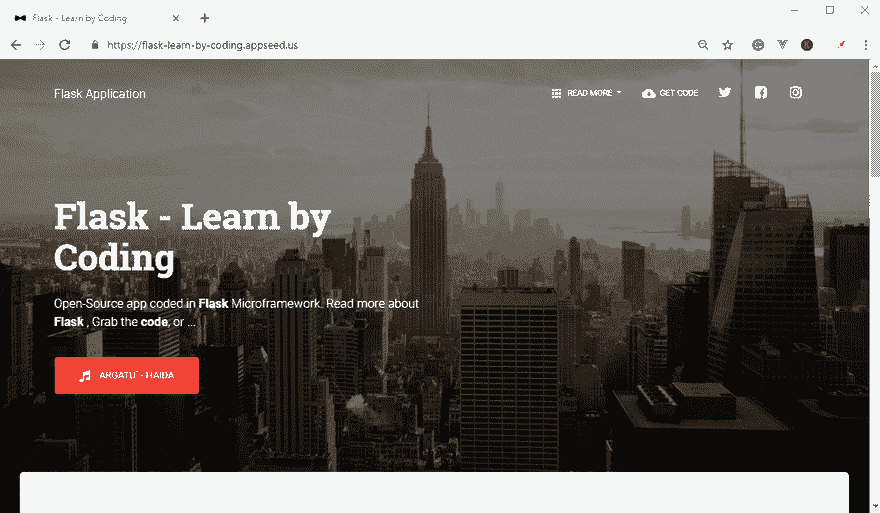 Flask - Learn by Coding
https://flask-learn-by-coding.appseed.us
Flask Application
READ MORE
GET CODE
Flask - Learn by
Coding
Open-Source app coded in Flask Microframework. Read more about
Flask , Grab the code, or ...
ARGATU' - HAIDA